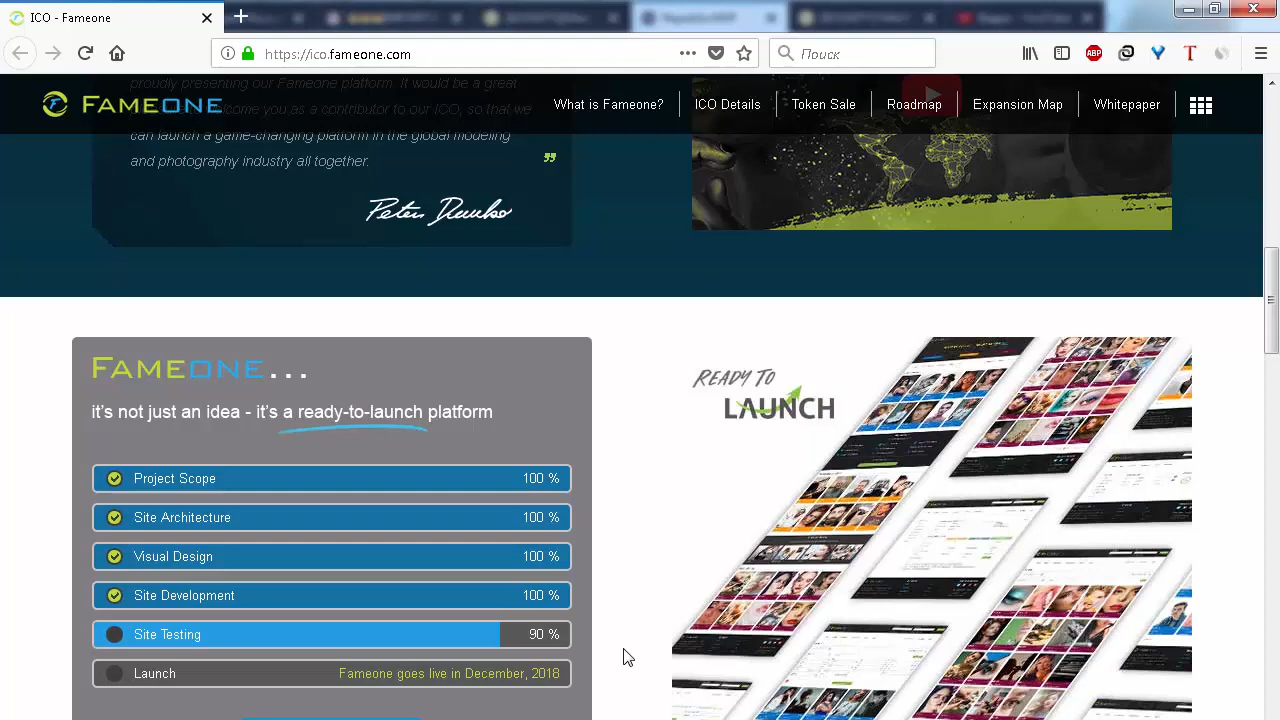 ICO - Fameone
https://ico.fameone.com
Поиск
ABP
T
proudly presenting our Fameone platform. It would be a great
FAMEONE
What is Fameone?
ICO Details
Token Sale
Roadmap
Expansion Map
Whitepaper
come you as a contributor to our ICO, so that we
can launch a game-changing platform in the global modeling
and photography industry all together.
FAMEONE...
it's not just an idea - it's a ready-to-launch platform
Project Scope 100 %
Site Architecture 100 %
Visual Design 100 %
Site Development 100 %
Site Testing 90 %
Launch Fameone goes live in December, 2018
READY TO
LAUNCH